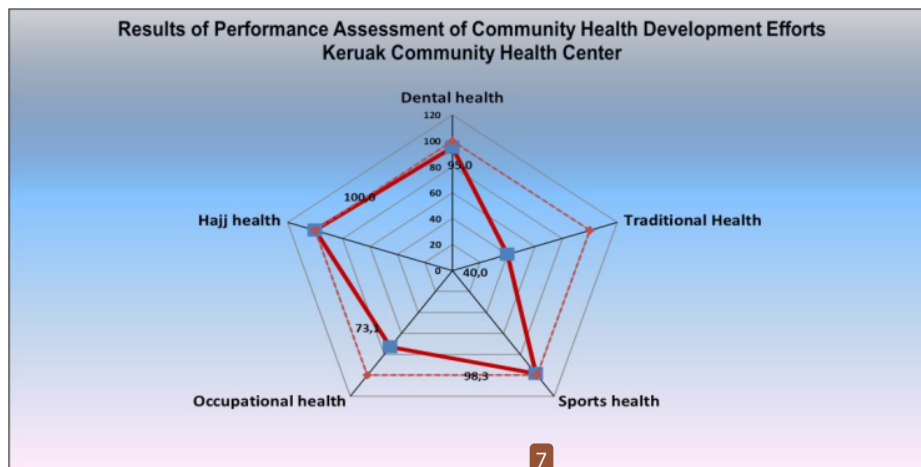 Results of Performance Assessment of Community Health Development Efforts
Keruak Community Health Center
Dental health
120
100
95,0
80
100,0
60
Hajj health
Traditional Health
40
20
0
40,0
73,1
98,3
Occupational health
Sports health
7